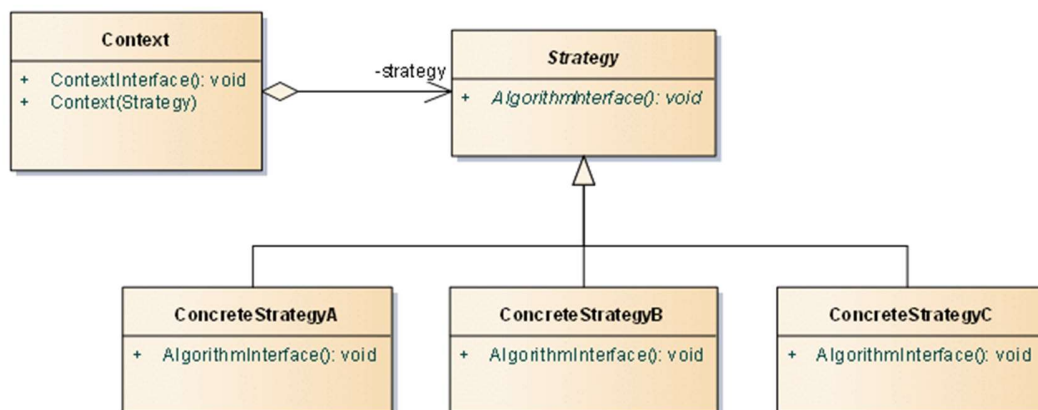 Context
+ ContextInterface(): void
+ Context(Strategy)
-strategy
Strategy
+ AlgorithmInterface(): void
ConcreteStrategyA
+ AlgorithmInterface(): void
ConcreteStrategyB
+ AlgorithmInterface(): void
ConcreteStrategyC
+ AlgorithmInterface(): void